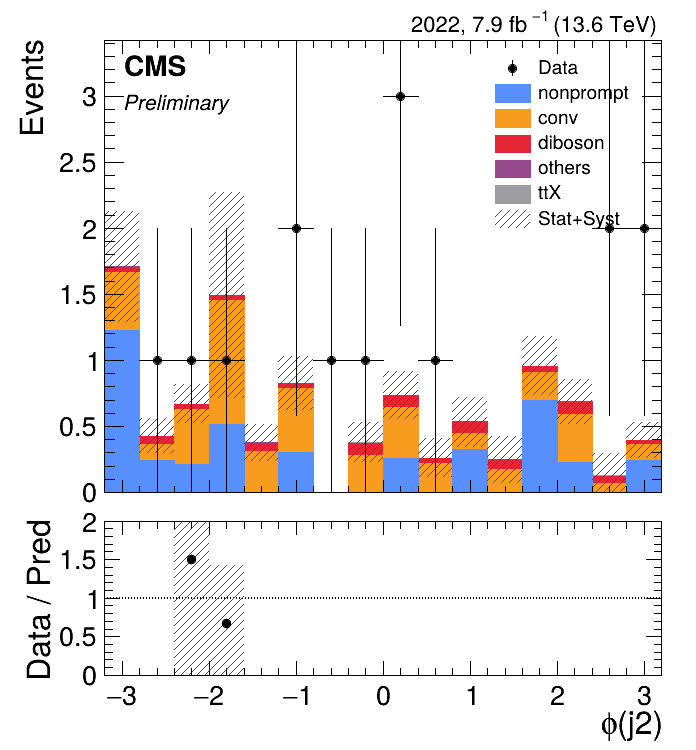 2022, 7.9 fb⁻¹ (13.6 TeV)
Events
CMS
Preliminary
Data
nonprompt
conv
diboson
others
ttX
Stat+Syst
3
2.5
2
1.5
1
0.5
0
Data / Pred
2
1.5
1
0.5
0
−3 −2 −1 0 1 2 3
ϕ(j2)